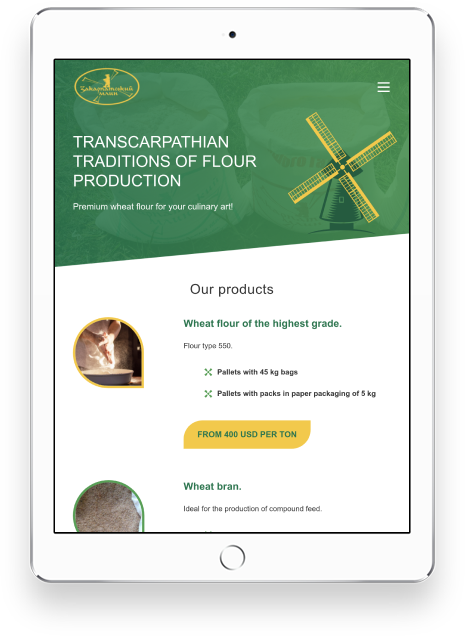 Закарпатський
млин
TRANSCARPATHIAN
TRADITIONS OF FLOUR
PRODUCTION
Premium wheat flour for your culinary art!
Our products
Wheat flour of the highest grade.
Flour type 550.
Pallets with 45 kg bags
Pallets with packs in paper packaging of 5 kg
FROM 400 USD PER TON
Wheat bran.
Ideal for the production of compound feed.